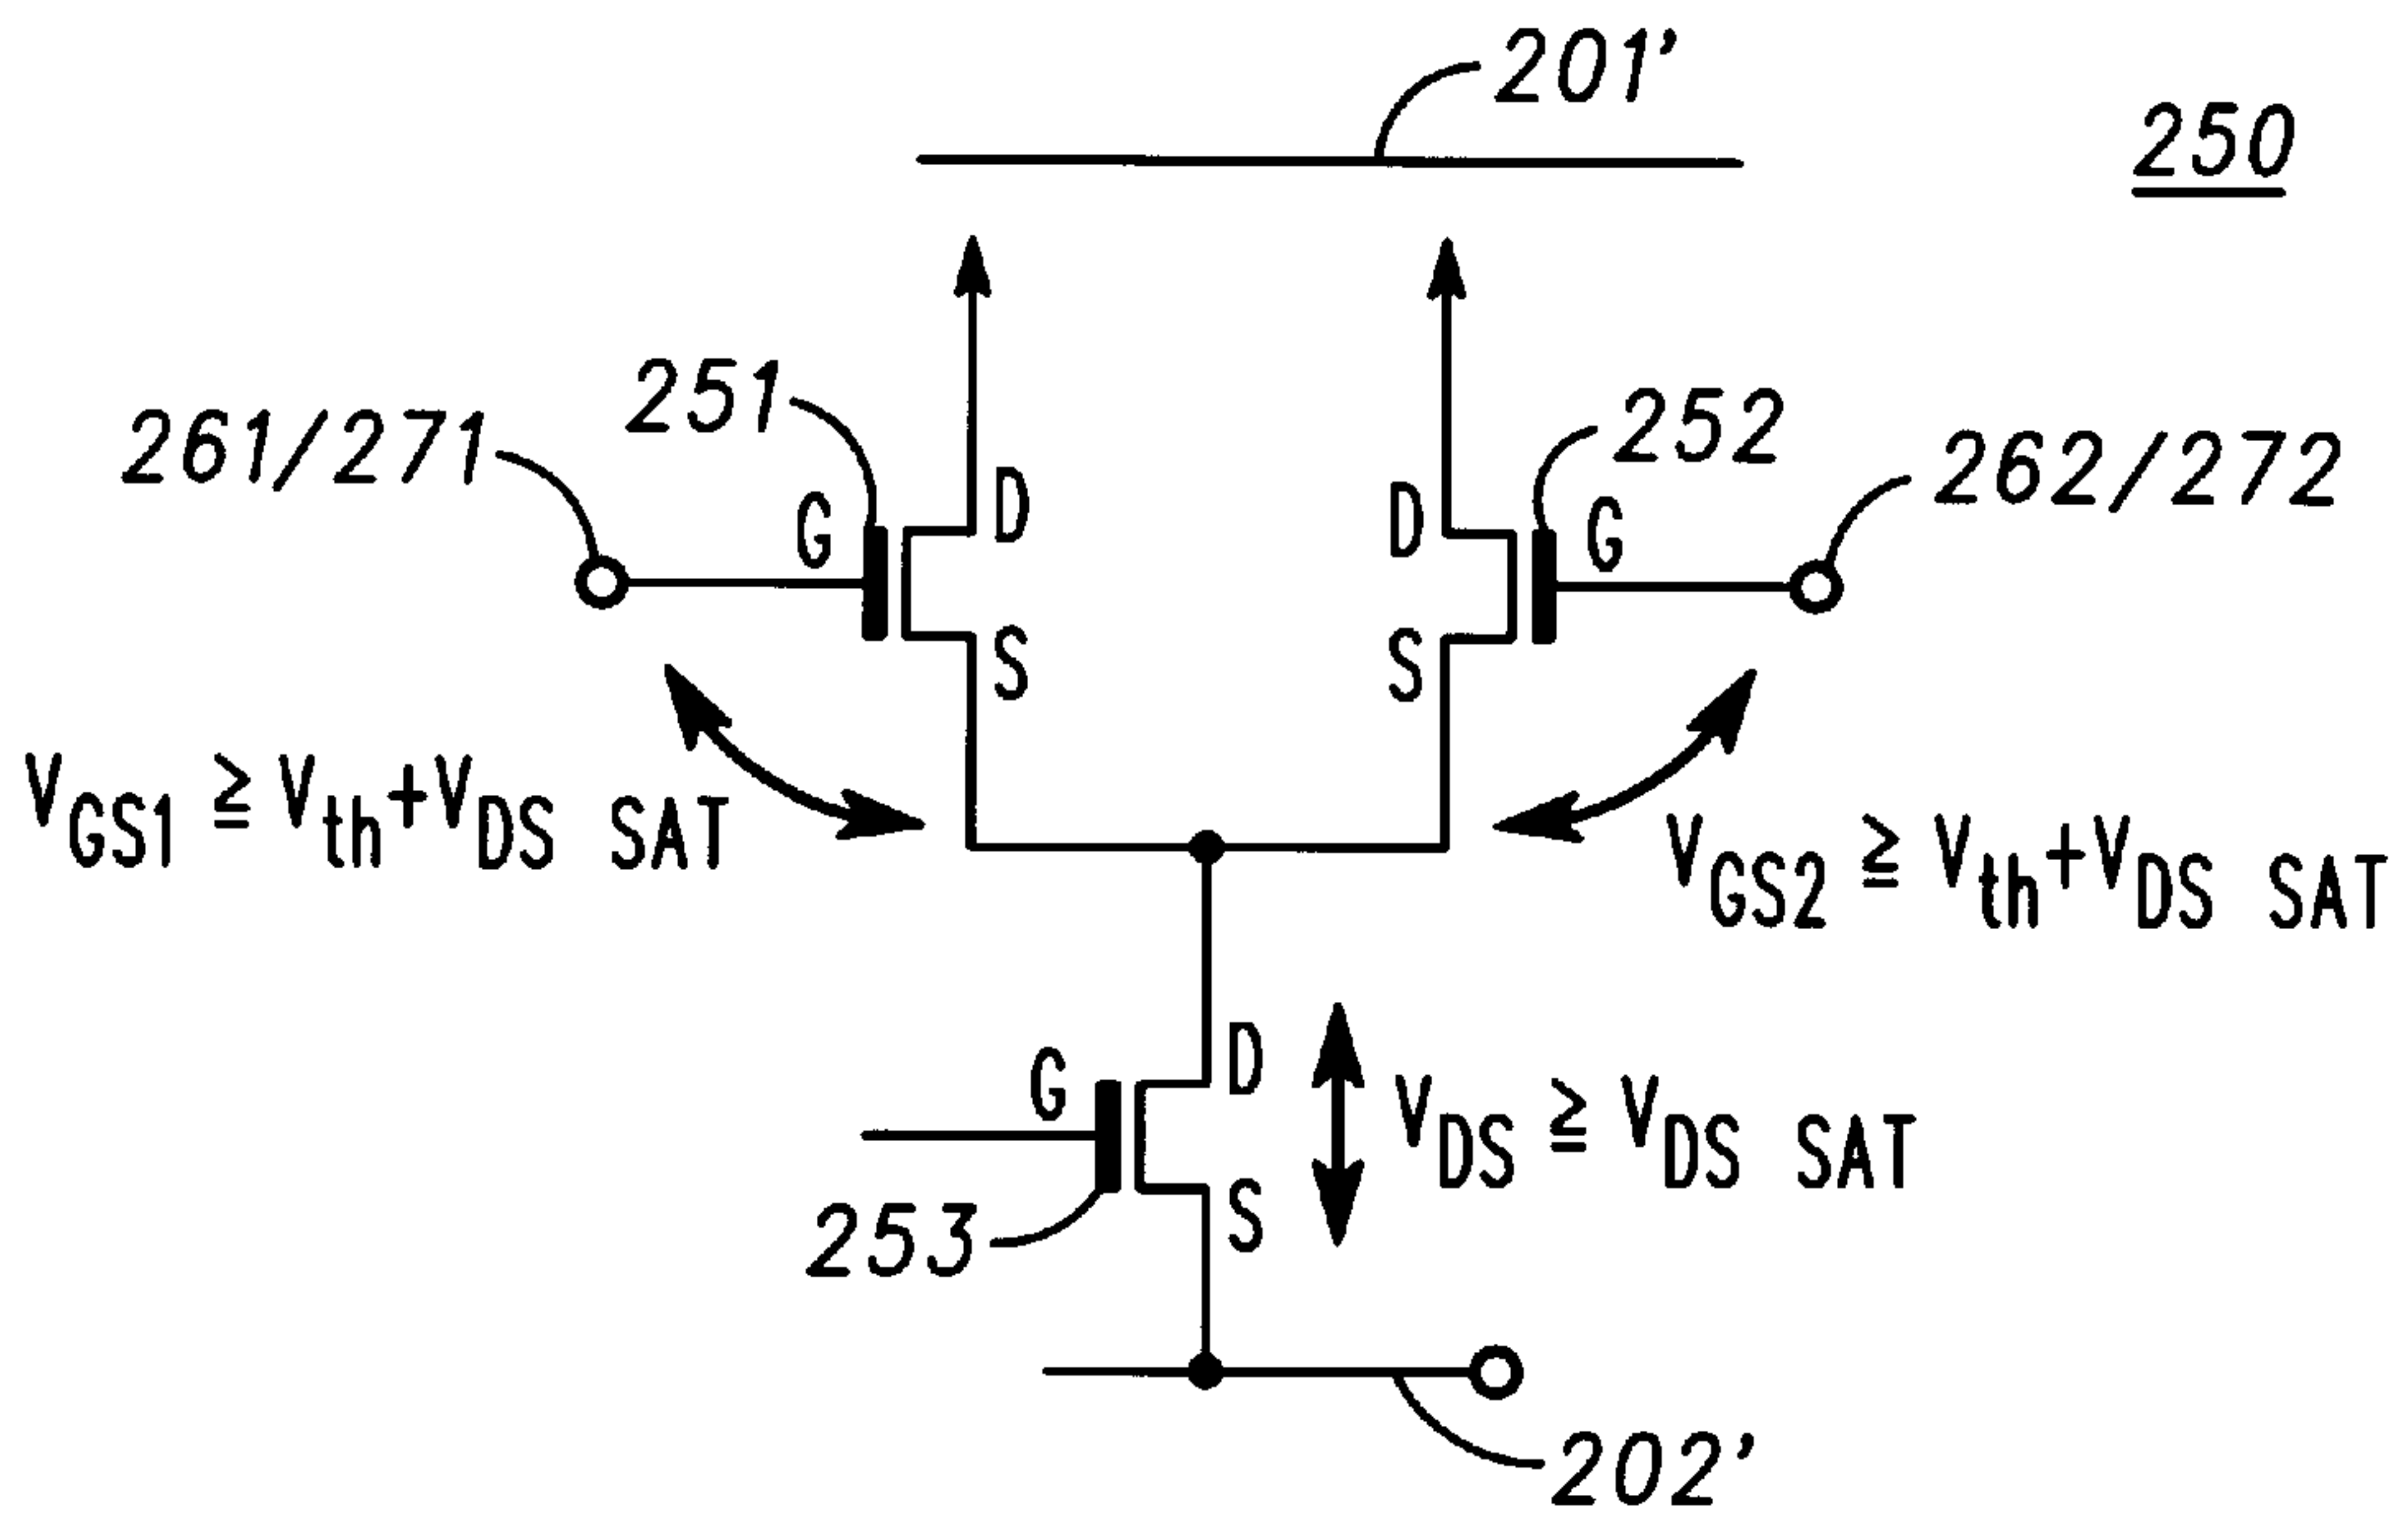 201'
250
251
252
261/271
262/272
G
D
D
G
S
S
VGS1 ≧ Vth+VDS SAT
VGS2 ≧ Vth+VDS SAT
G
D
VDS ≧ VDS SAT
S
253
202'